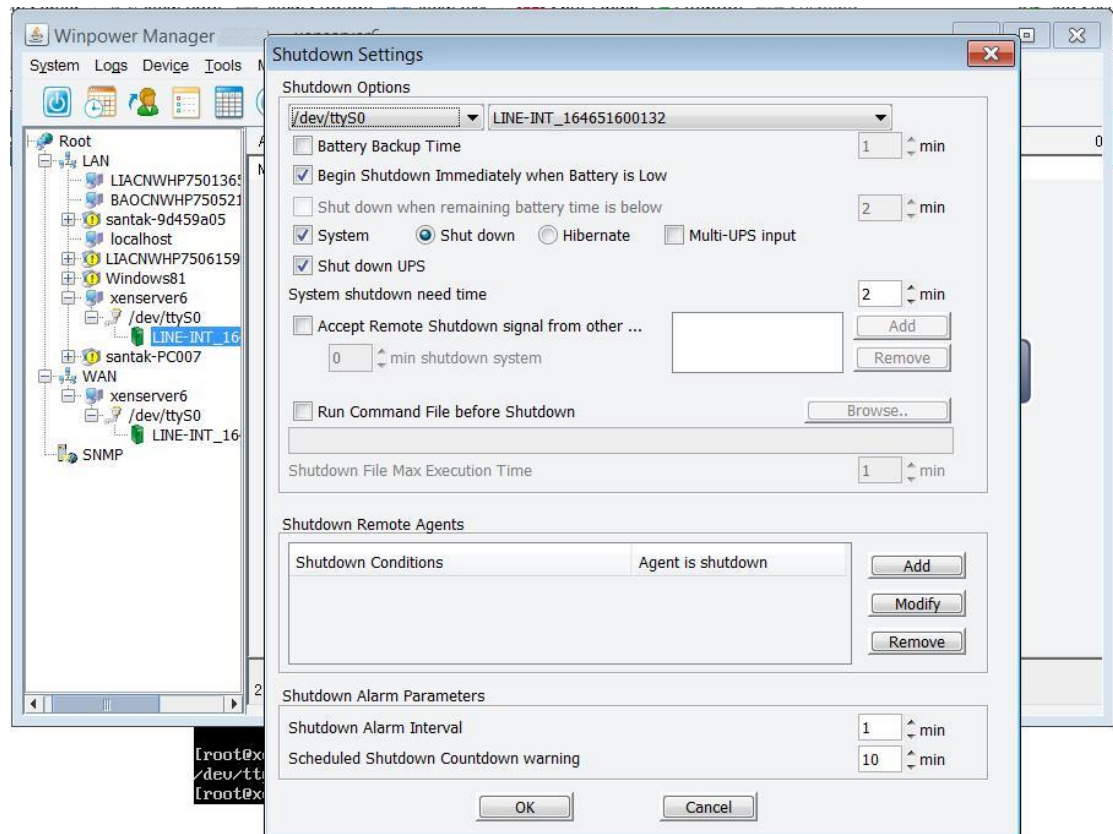 Winpower Manager
System Logs Device Tools
Root
LAN
LIACNWHP7501365
BAOCNWHP750521
santak-9d459a05
localhost
LIACNWHP7506159
Windows81
xenserver6
/dev/ttyS0
LINE-INT_16
santak-PC007
WAN
xenserver6
/dev/ttyS0
LINE-INT_16
SNMP
Shutdown Settings
Shutdown Options
/dev/ttyS0 LINE-INT_164651600132
Battery Backup Time 1 min
Begin Shutdown Immediately when Battery is Low
Shut down when remaining battery time is below 2 min
System Shut down Hibernate Multi-UPS input
Shut down UPS
System shutdown need time 2 min
Accept Remote Shutdown signal from other ... Add
0 min shutdown system Remove
Run Command File before Shutdown Browse..
Shutdown File Max Execution Time 1 min
Shutdown Remote Agents
Shutdown Conditions Agent is shutdown
Add
Modify
Remove
Shutdown Alarm Parameters
Shutdown Alarm Interval 1 min
Scheduled Shutdown Countdown warning 10 min
OK Cancel
[root@x
/dev/tt
[root@x